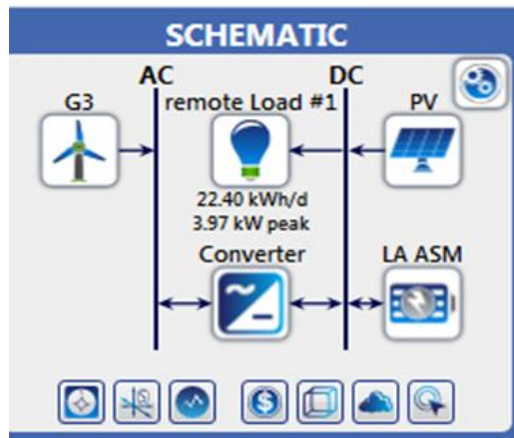 SCHEMATIC
AC
DC
G3
remote Load #1
PV
22.40 kWh/d
3.97 kW peak
Converter
LA ASM